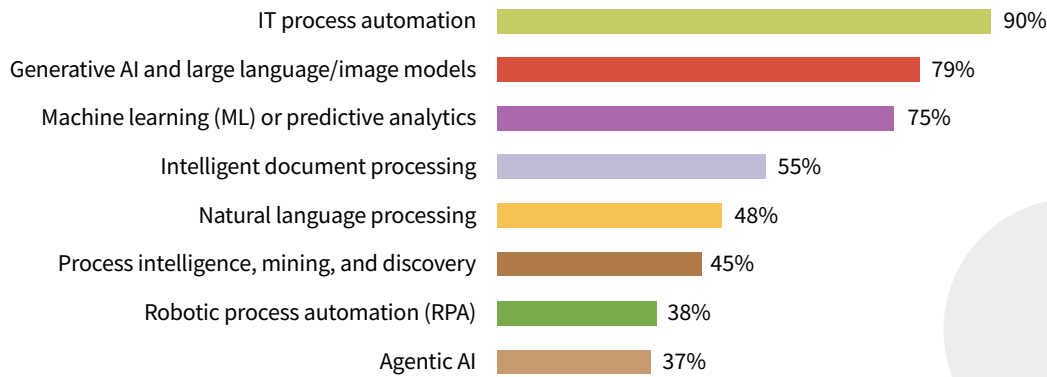 IT process automation 90%
Generative AI and large language/image models 79%
Machine learning (ML) or predictive analytics 75%
Intelligent document processing 55%
Natural language processing 48%
Process intelligence, mining, and discovery 45%
Robotic process automation (RPA) 38%
Agentic AI 37%